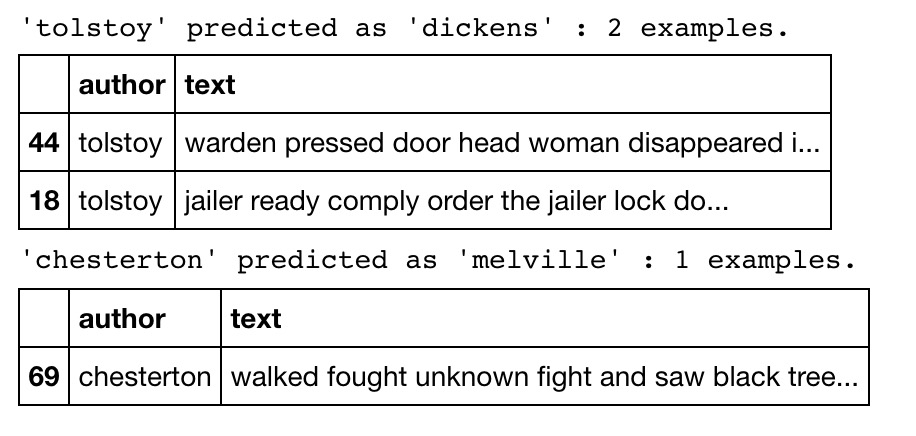 'tolstoy' predicted as 'dickens' : 2 examples.
author text
44 tolstoy warden pressed door head woman disappeared i...
18 tolstoy jailer ready comply order the jailer lock do...
'chesterton' predicted as 'melville' : 1 examples.
author text
69 chesterton walked fought unknown fight and saw black tree...